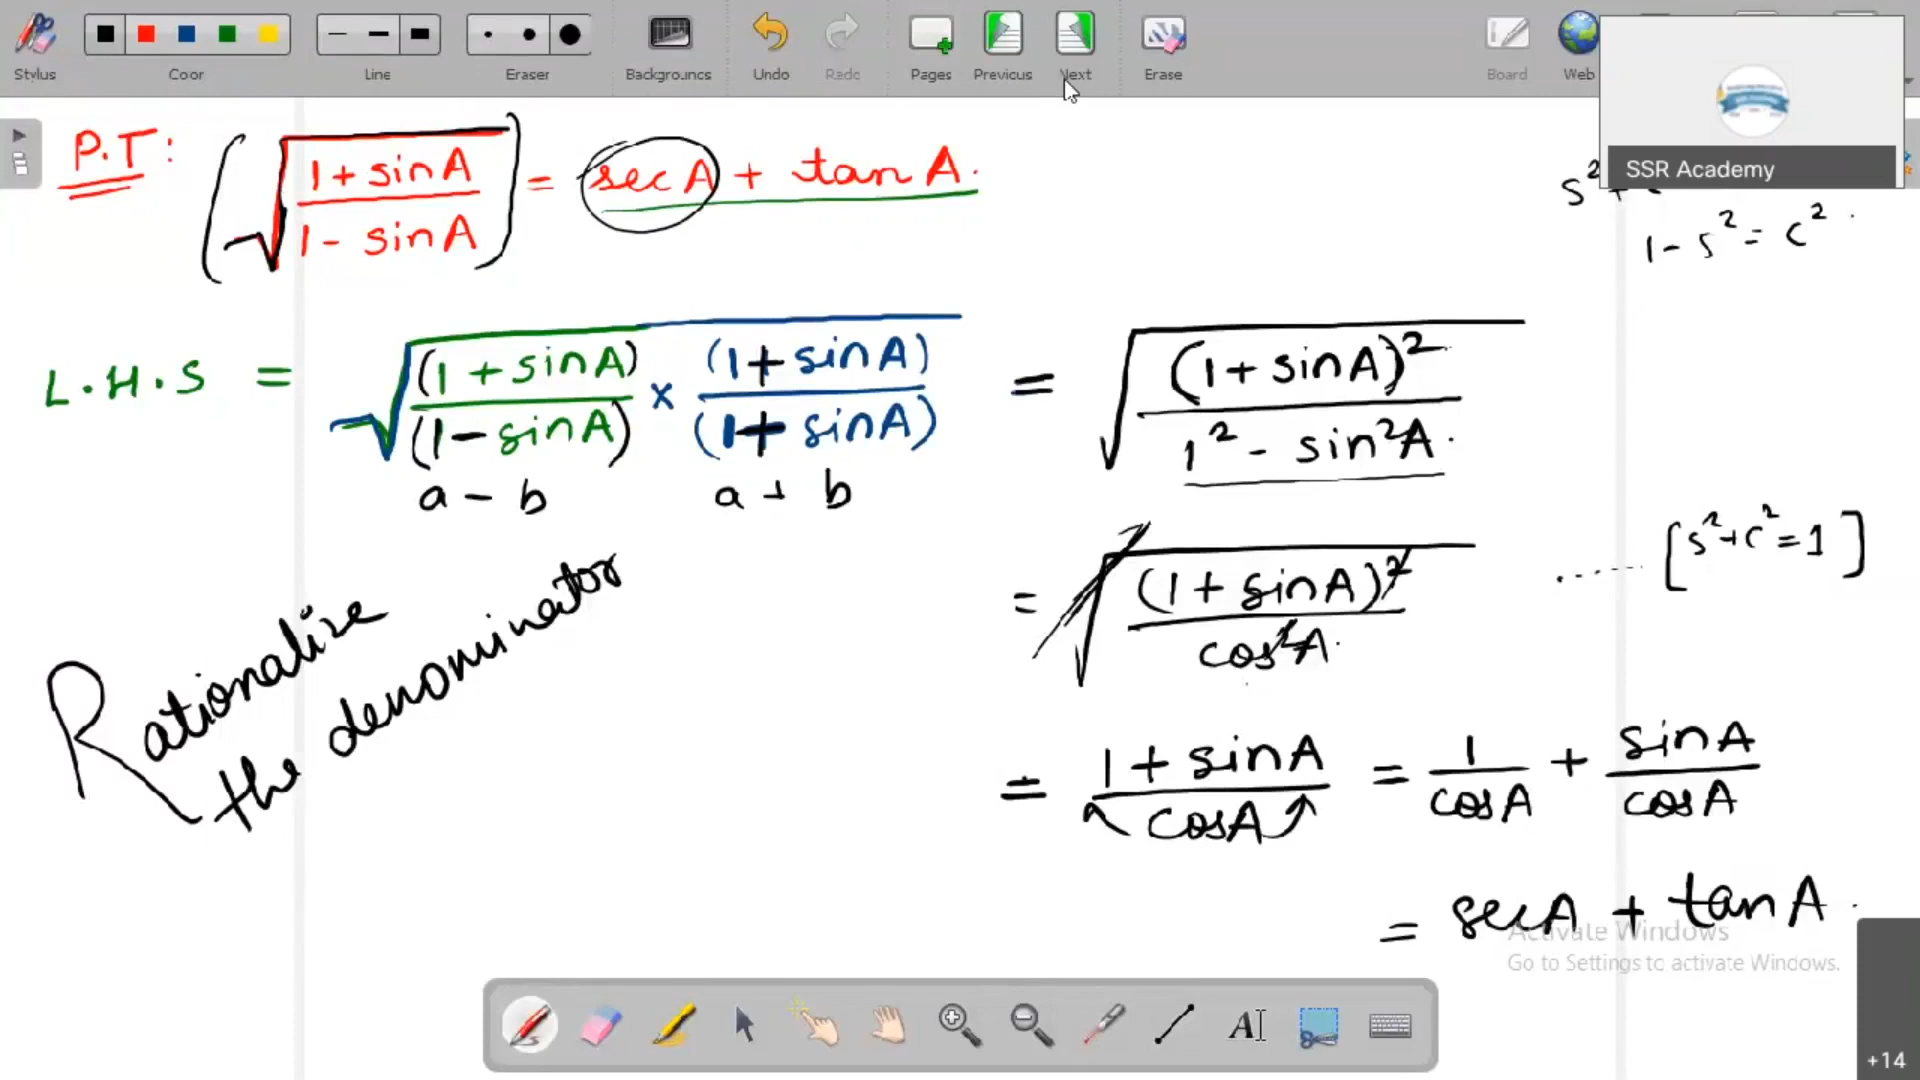 Stylus Color Line Eraser Backgrounds Undo Redo Pages Previous Next Erase Board Web
SSR Academy
P.T: (√((1+sinA)/(1-sinA))) = secA + tanA.
1-s² = c².
L.H.S = √((1+sinA)/(1-sinA) × (1+sinA)/(1+sinA)) = √((1+sinA)²/(1²-sin²A))
a - b a + b
= √((1+sinA)²/cos²A) ...... [s²+c²=1]
Rationalize
the denominator
= (1+sinA)/cosA = 1/cosA + sinA/cosA
= secA + tanA.
Activate Windows
Go to Settings to activate Windows.
A
+14